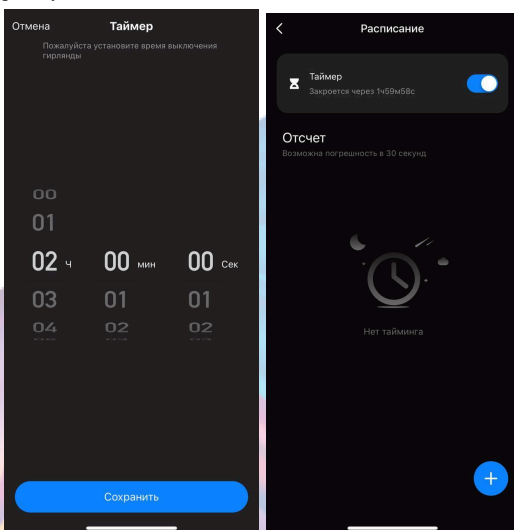 Отмена
Таймер
Пожалуйста установите время выключения
гирлянды
00
01
02 ч 00 мин 00 Сек
03 01 01
04 02 02
Сохранить
Расписание
Таймер
Закроется через 1ч59м58с
Отсчет
Возможна погрешность в 30 секунд
Нет тайминга
+